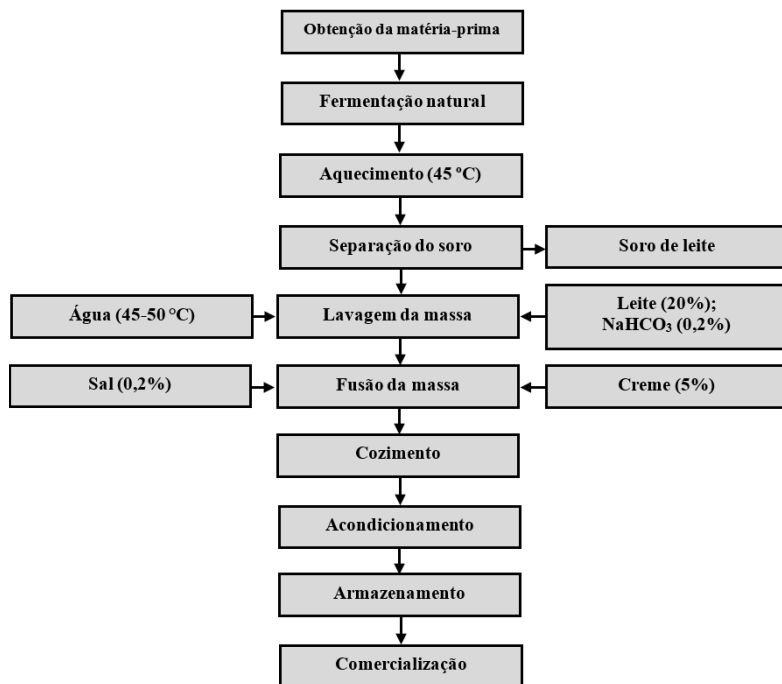 Obtenção da matéria-prima
Fermentação natural
Aquecimento (45 ºC)
Separação do soro
Soro de leite
Água (45-50 °C)
Lavagem da massa
Leite (20%);
NaHCO₃ (0,2%)
Sal (0,2%)
Fusão da massa
Creme (5%)
Cozimento
Acondicionamento
Armazenamento
Comercialização